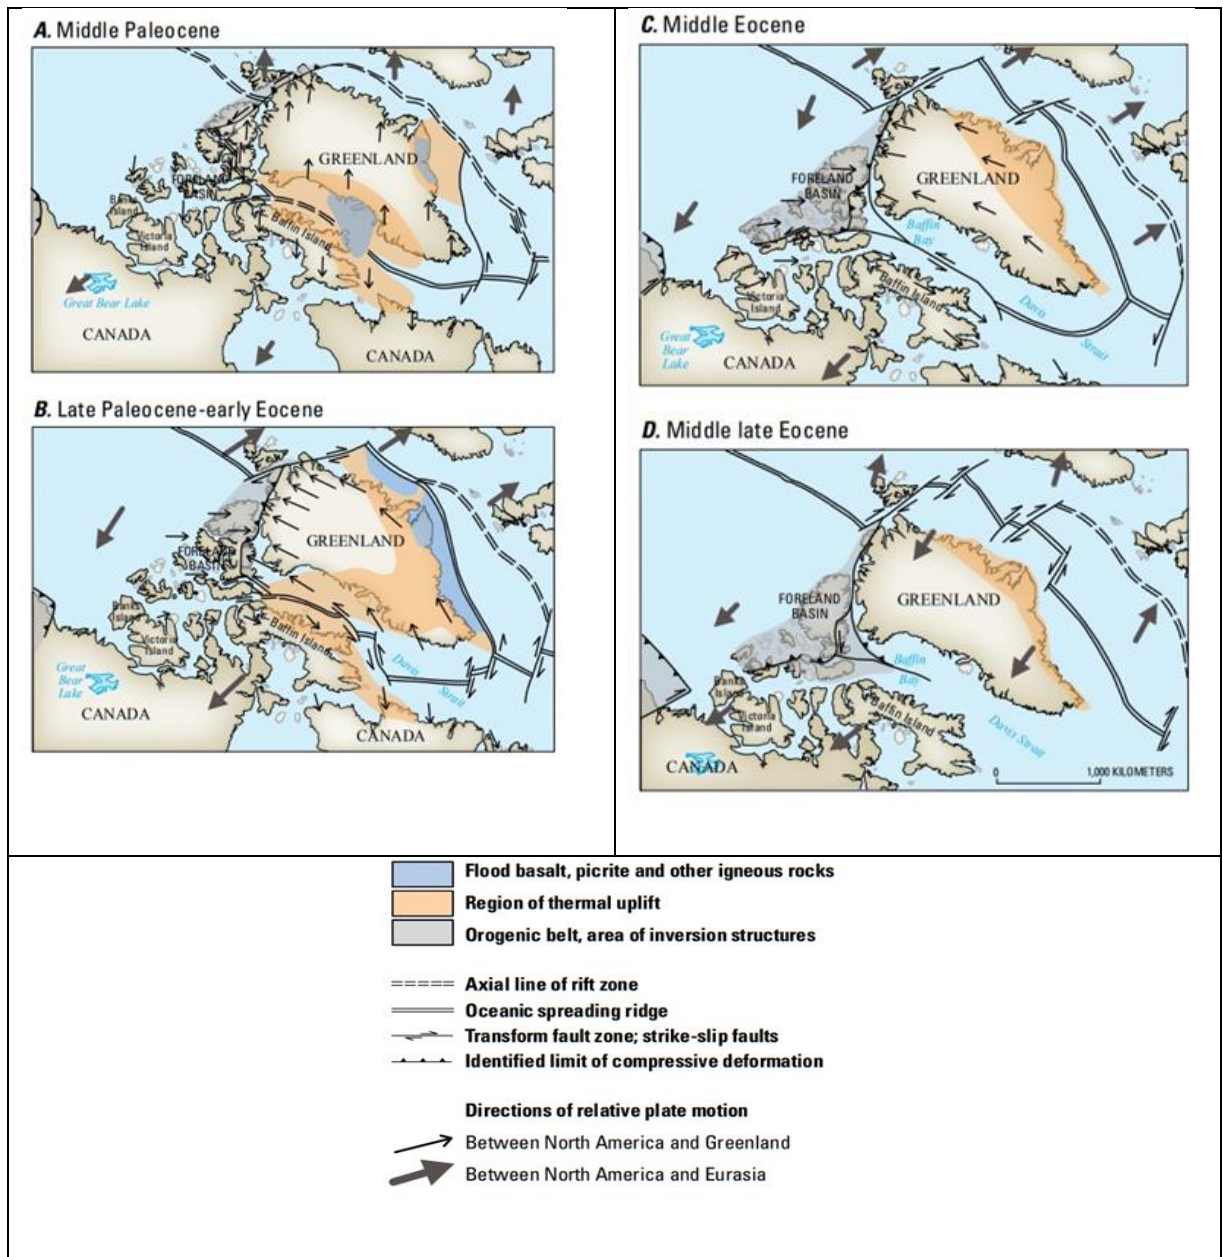 A. Middle Paleocene
GREENLAND
FORELAND
BASIN
Banks
Island
Victoria
Island
Baffin Island
Great Bear Lake
CANADA
CANADA
B. Late Paleocene-early Eocene
GREENLAND
FORELAND
BASIN
Banks
Island
Victoria
Island
Baffin Island
Great
Bear
Lake
Davis
Strait
CANADA
CANADA
C. Middle Eocene
FORELAND
BASIN
GREENLAND
Baffin
Bay
Victoria
Island
Baffin Island
Davis
Strait
Great
Bear
Lake
CANADA
D. Middle late Eocene
FORELAND
BASIN
GREENLAND
Baffin
Bay
Banks
Island
Victoria
Island
Baffin Island
Davis Strait
CANADA
0 1,000 KILOMETERS
Flood basalt, picrite and other igneous rocks
Region of thermal uplift
Orogenic belt, area of inversion structures
Axial line of rift zone
Oceanic spreading ridge
Transform fault zone; strike-slip faults
Identified limit of compressive deformation
Directions of relative plate motion
Between North America and Greenland
Between North America and Eurasia